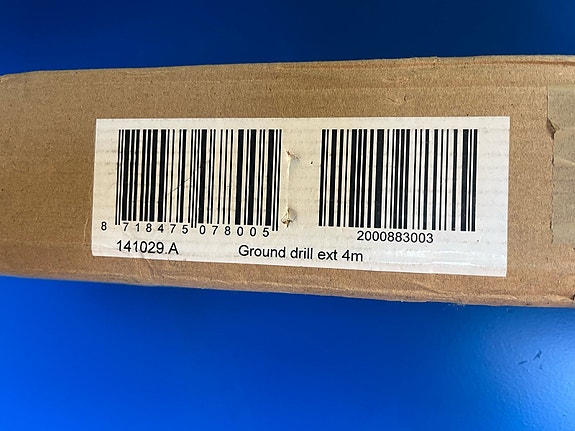 8 718475 078005
2000883003
141029.A
Ground drill ext 4m